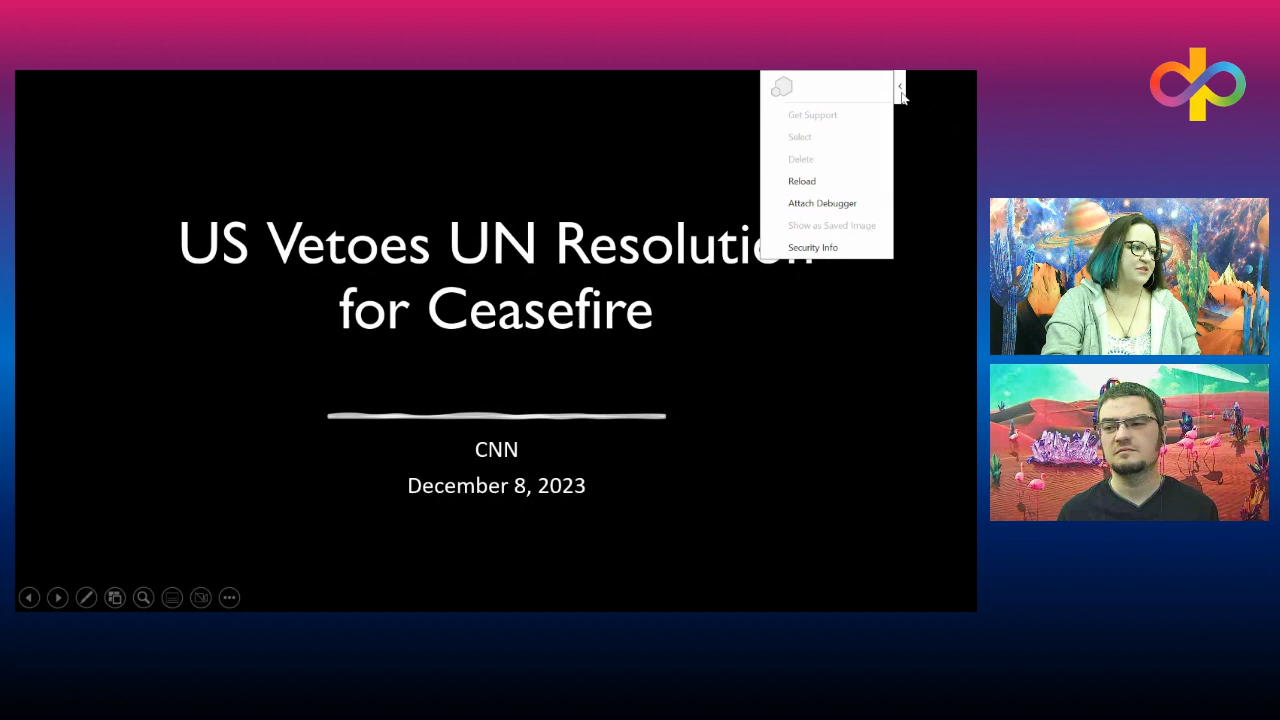 US Vetoes UN Resolution
for Ceasefire
CNN
December 8, 2023
Get Support
Select
Delete
Reload
Attach Debugger
Show as Saved Image
Security Info